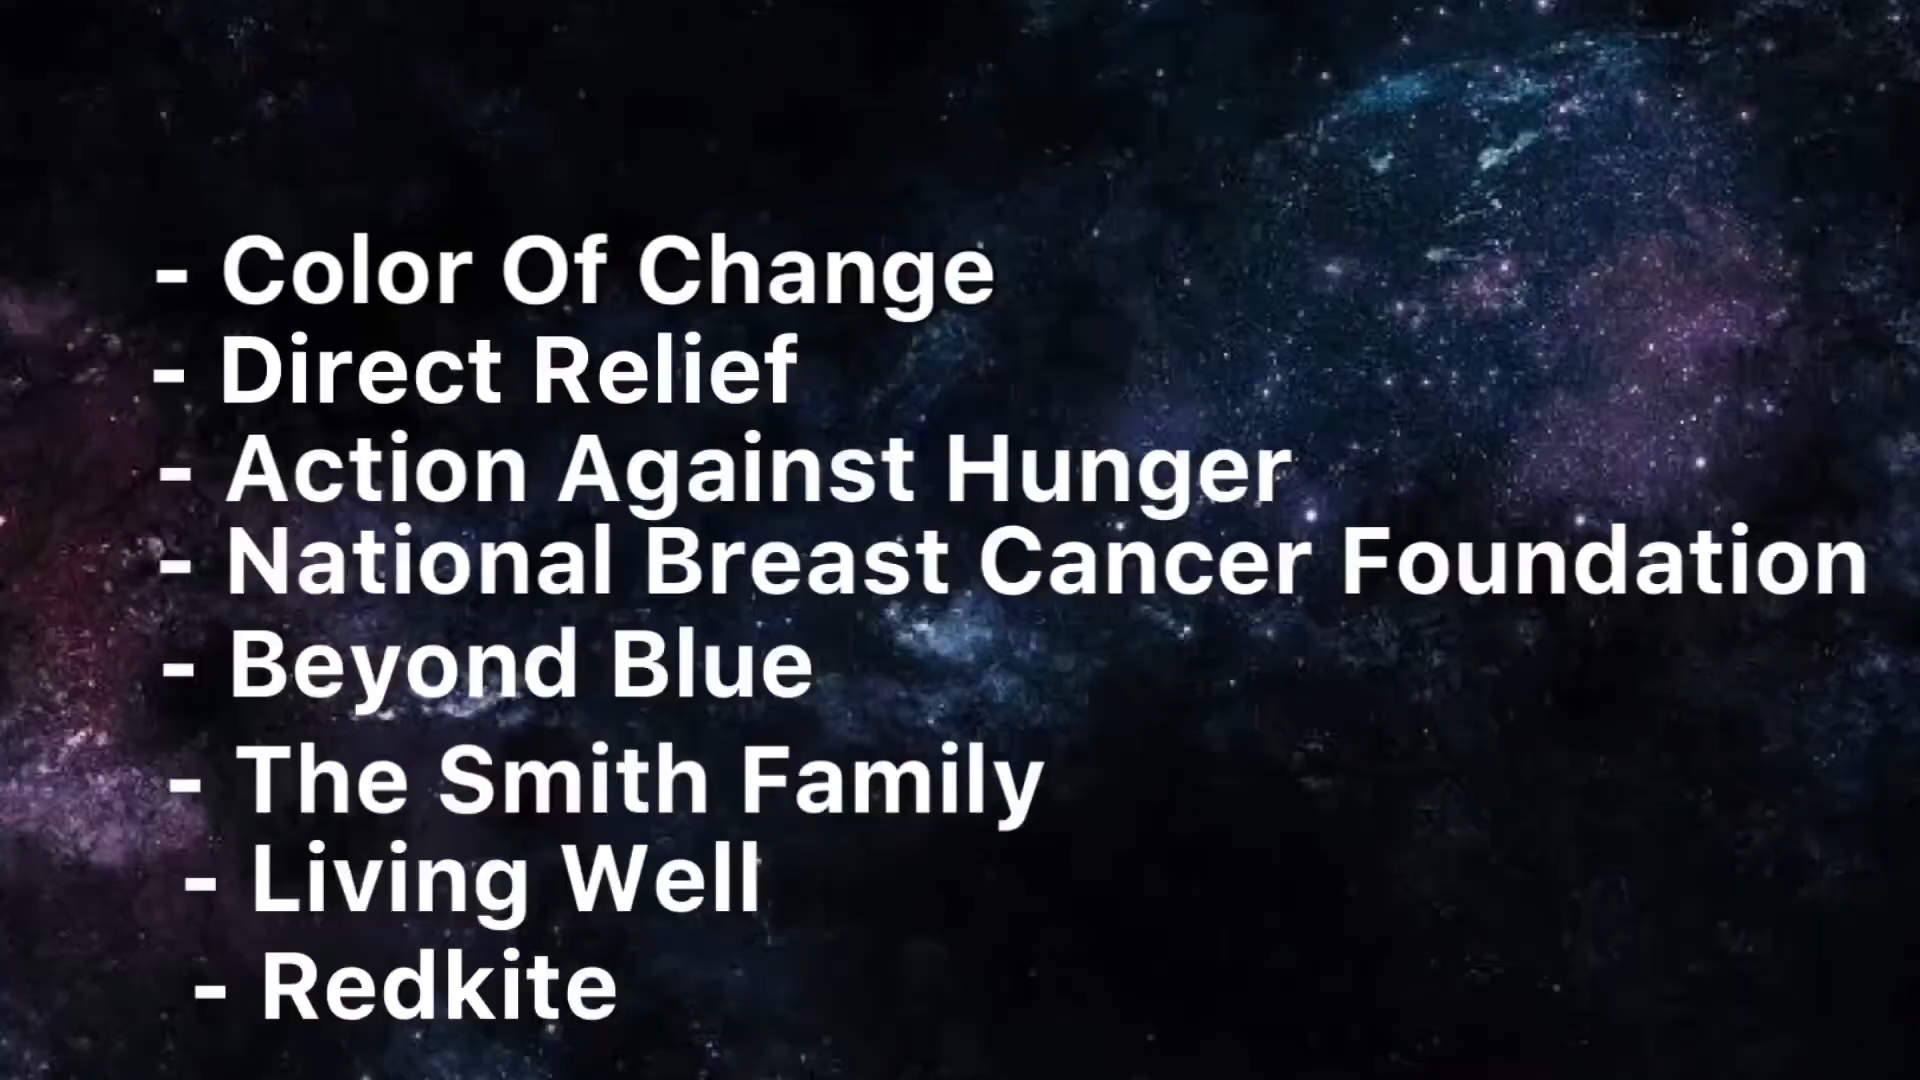 - Color Of Change
- Direct Relief
- Action Against Hunger
- National Breast Cancer Foundation
- Beyond Blue
- The Smith Family
- Living Well
- Redkite